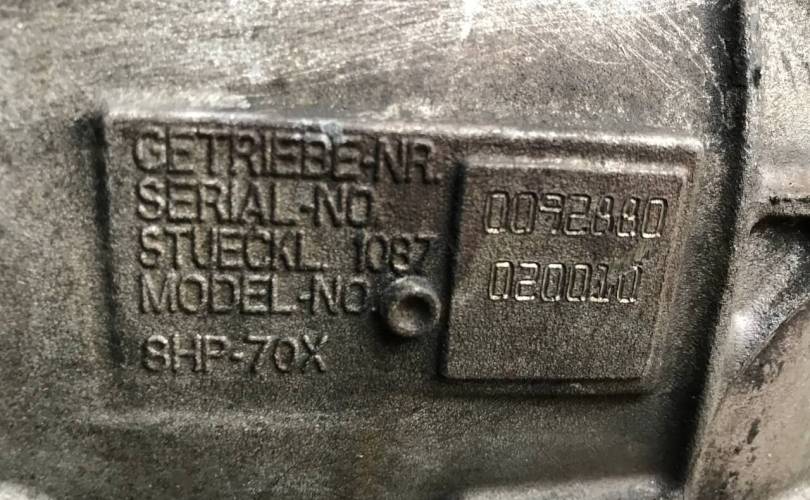 GETRIEBE-NR.
SERIAL-NO.
0092880
STUECKL. 1087
MODEL-NO.
020010
8HP-70X